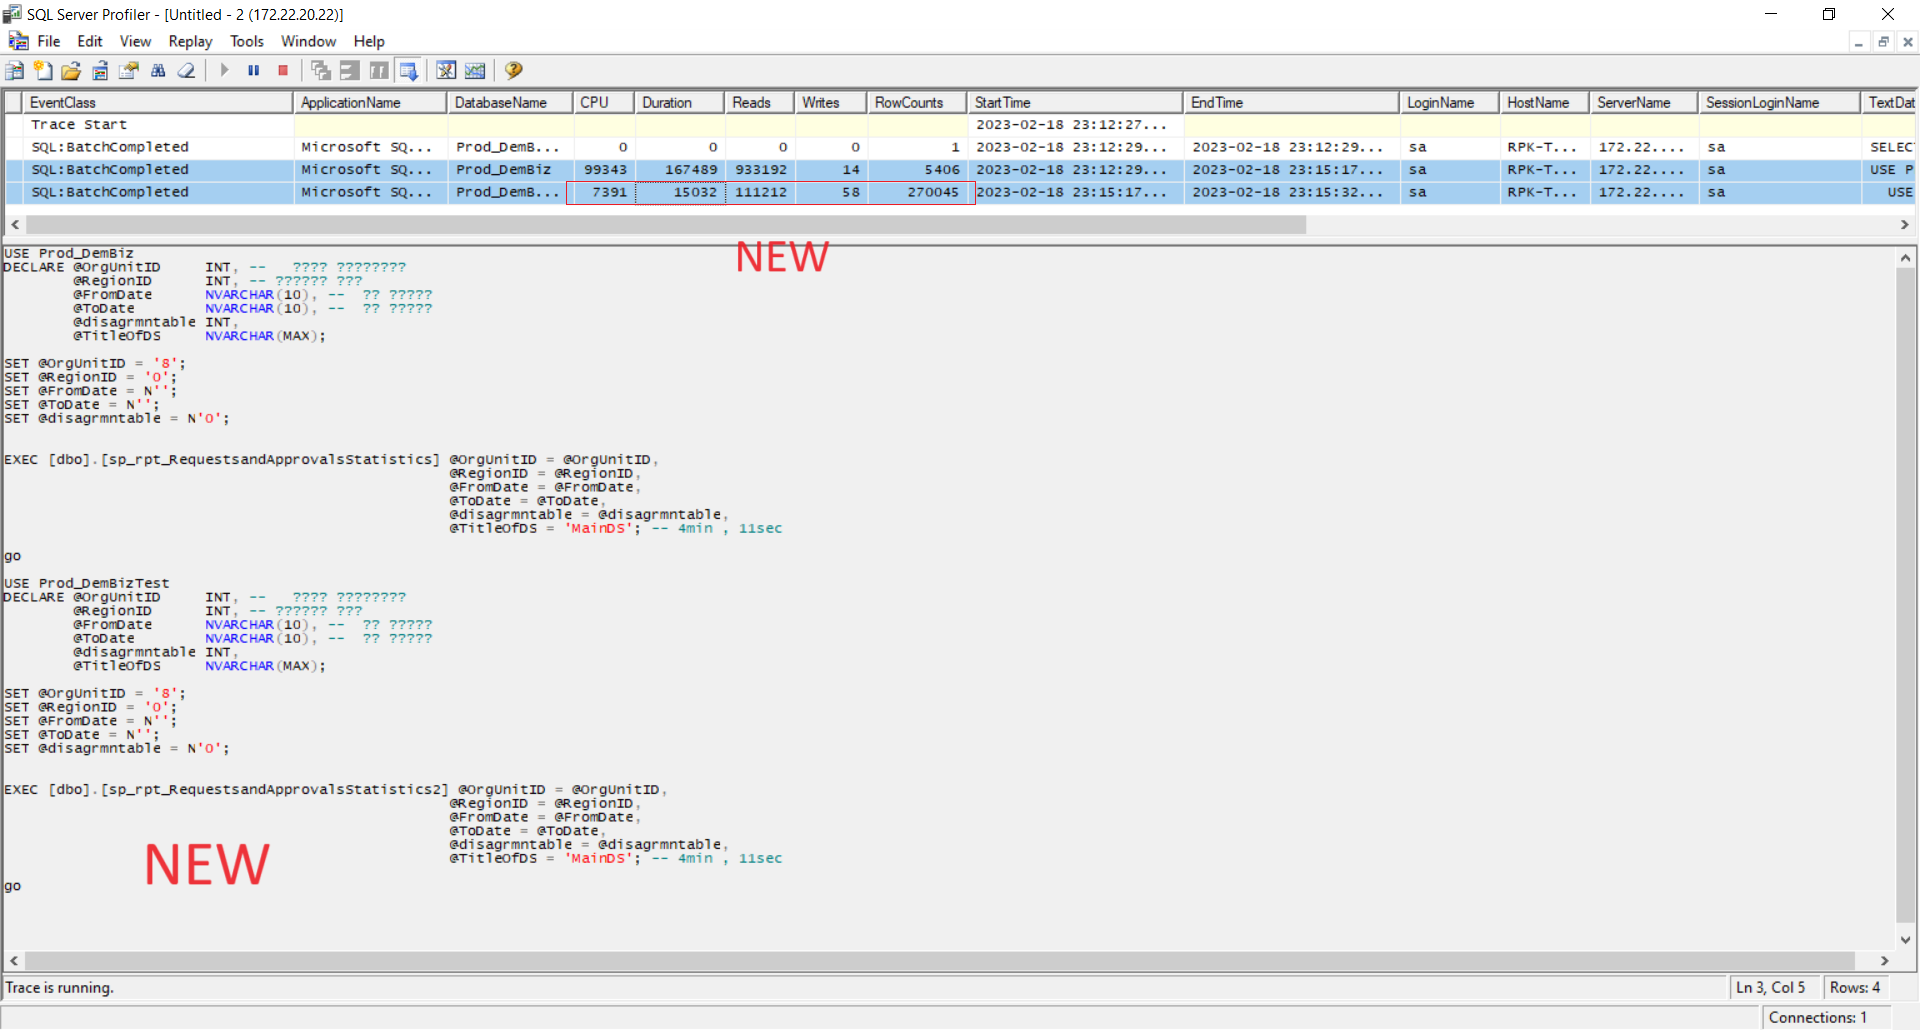 SQL Server Profiler - [Untitled - 2 (172.22.20.22)]
File Edit View Replay Tools Window Help
EventClass ApplicationName DatabaseName CPU Duration Reads Writes RowCounts StartTime EndTime LoginName HostName ServerName SessionLoginName TextDat
Trace Start 2023-02-18 23:12:27...
SQL:BatchCompleted Microsoft SQ... Prod_DemB... 0 0 0 0 1 2023-02-18 23:12:29... 2023-02-18 23:12:29... sa RPK-T... 172.22.... sa SELEC
SQL:BatchCompleted Microsoft SQ... Prod_DemBiz 99343 167489 933192 14 5406 2023-02-18 23:12:29... 2023-02-18 23:15:17... sa RPK-T... 172.22.... sa USE P
SQL:BatchCompleted Microsoft SQ... Prod_DemB... 7391 15032 111212 58 270045 2023-02-18 23:15:17... 2023-02-18 23:15:32... sa RPK-T... 172.22.... sa USE
NEW
USE Prod_DemBiz
DECLARE @OrgUnitID INT, -- ???? ????????
@RegionID INT, -- ?????? ???
@FromDate NVARCHAR(10), -- ?? ?????
@ToDate NVARCHAR(10), -- ?? ?????
@disagrmntable INT,
@TitleOfDS NVARCHAR(MAX);
SET @OrgUnitID = '8';
SET @RegionID = '0';
SET @FromDate = N'';
SET @ToDate = N'';
SET @disagrmntable = N'0';
EXEC [dbo].[sp_rpt_RequestsandApprovalsStatistics] @OrgUnitID = @OrgUnitID,
@RegionID = @RegionID,
@FromDate = @FromDate,
@ToDate = @ToDate,
@disagrmntable = @disagrmntable,
@TitleOfDS = 'MainDS'; -- 4min , 11sec
go
USE Prod_DemBizTest
DECLARE @OrgUnitID INT, -- ???? ????????
@RegionID INT, -- ?????? ???
@FromDate NVARCHAR(10), -- ?? ?????
@ToDate NVARCHAR(10), -- ?? ?????
@disagrmntable INT,
@TitleOfDS NVARCHAR(MAX);
SET @OrgUnitID = '8';
SET @RegionID = '0';
SET @FromDate = N'';
SET @ToDate = N'';
SET @disagrmntable = N'0';
EXEC [dbo].[sp_rpt_RequestsandApprovalsStatistics2] @OrgUnitID = @OrgUnitID,
@RegionID = @RegionID,
@FromDate = @FromDate,
@ToDate = @ToDate,
@disagrmntable = @disagrmntable,
@TitleOfDS = 'MainDS'; -- 4min , 11sec
NEW
go
Trace is running. Ln 3, Col 5 Rows: 4
Connections: 1